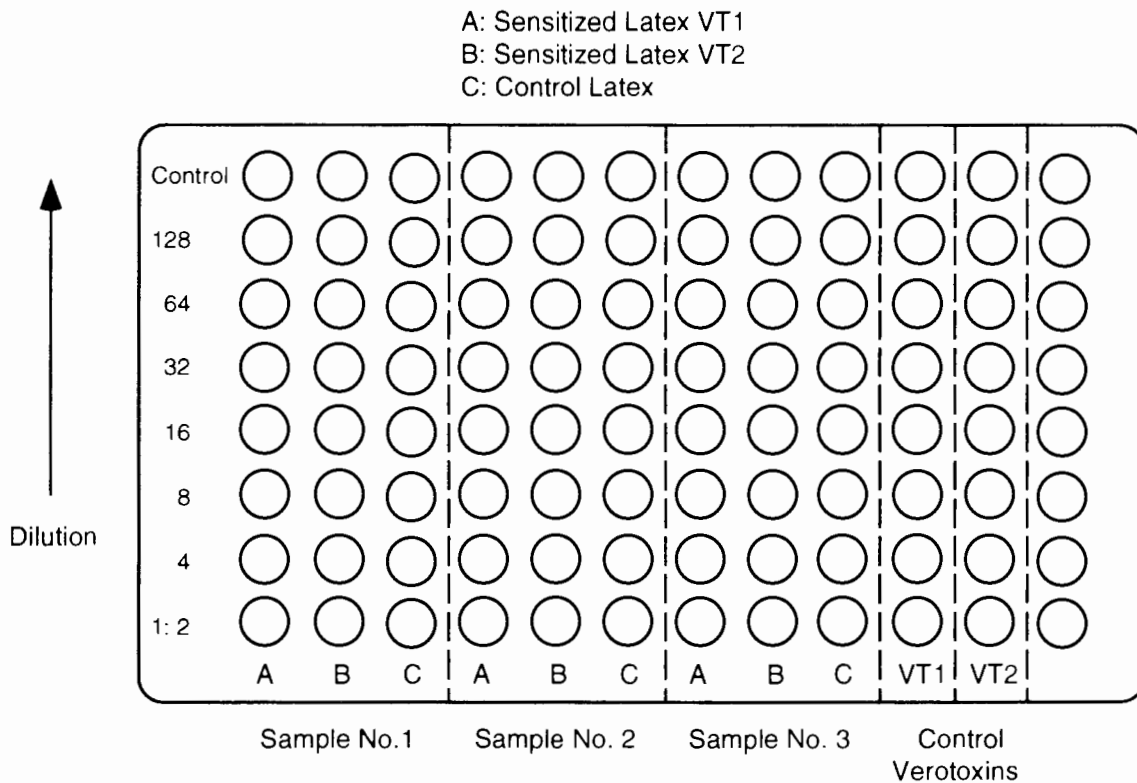 A: Sensitized Latex VT1
B: Sensitized Latex VT2
C: Control Latex
Control
128
64
32
16
8
Dilution
4
1: 2
A B C A B C A B C VT1 VT2
Sample No.1 Sample No. 2 Sample No. 3 Control
Verotoxins